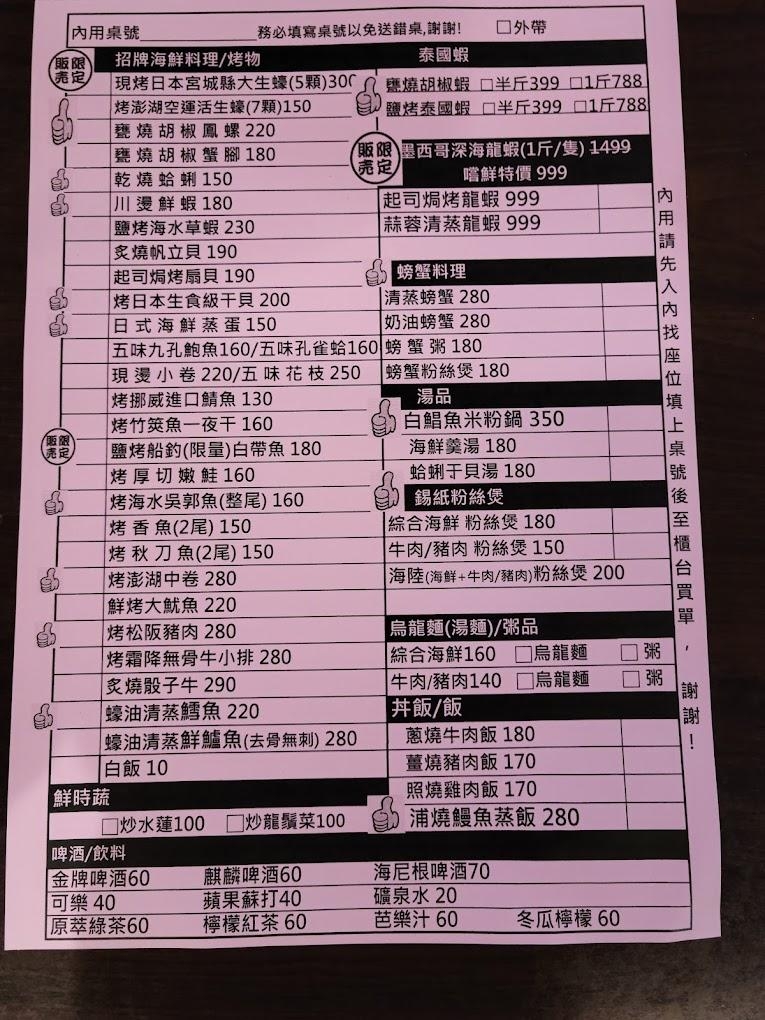 內用桌號＿＿＿＿＿＿＿＿務必填寫桌號以免送錯桌,謝謝! □外帶
限定販売
招牌海鮮料理/烤物
現烤日本宮城縣大生蠔(5顆)300
烤澎湖空運活生蠔(7顆)150
甕燒胡椒鳳螺 220
甕燒胡椒蟹腳 180
乾燒蛤蜊 150
川燙鮮蝦 180
鹽烤海水草蝦 230
炙燒帆立貝 190
起司焗烤扇貝 190
烤日本生食級干貝 200
日式海鮮蒸蛋 150
五味九孔鮑魚160/五味孔雀蛤160
現燙小卷 220/五味花枝 250
烤挪威進口鯖魚 130
烤竹筴魚一夜干 160
限定販売
鹽烤船釣(限量)白帶魚 180
烤厚切嫩鮭 160
烤海水吳郭魚(整尾) 160
烤香魚(2尾) 150
烤秋刀魚(2尾) 150
烤澎湖中卷 280
鮮烤大魷魚 220
烤松阪豬肉 280
烤霜降無骨牛小排 280
炙燒骰子牛 290
蠔油清蒸鱈魚 220
蠔油清蒸鮮鱸魚(去骨無刺) 280
白飯 10
鮮時蔬
□炒水蓮100 □炒龍鬚菜100
泰國蝦
甕燒胡椒蝦 □半斤399 □1斤788
鹽烤泰國蝦 □半斤399 □1斤788
限定販売
墨西哥深海龍蝦(1斤/隻) 1499
嚐鮮特價 999
起司焗烤龍蝦 999
蒜蓉清蒸龍蝦 999
螃蟹料理
清蒸螃蟹 280
奶油螃蟹 280
螃蟹粥 180
螃蟹粉絲煲 180
湯品
白鯧魚米粉鍋 350
海鮮羹湯 180
蛤蜊干貝湯 180
錫紙粉絲煲
綜合海鮮 粉絲煲 180
牛肉/豬肉 粉絲煲 150
海陸(海鮮+牛肉/豬肉)粉絲煲 200
烏龍麵(湯麵)/粥品
綜合海鮮160 □烏龍麵 □ 粥
牛肉/豬肉140 □烏龍麵 □ 粥
丼飯/飯
蔥燒牛肉飯 180
薑燒豬肉飯 170
照燒雞肉飯 170
浦燒鰻魚蒸飯 280
啤酒/飲料
金牌啤酒60 麒麟啤酒60 海尼根啤酒70
可樂 40 蘋果蘇打40 礦泉水 20
原萃綠茶60 檸檬紅茶 60 芭樂汁 60 冬瓜檸檬 60
內用請先入內找座位填上桌號後至櫃台買單，謝謝！